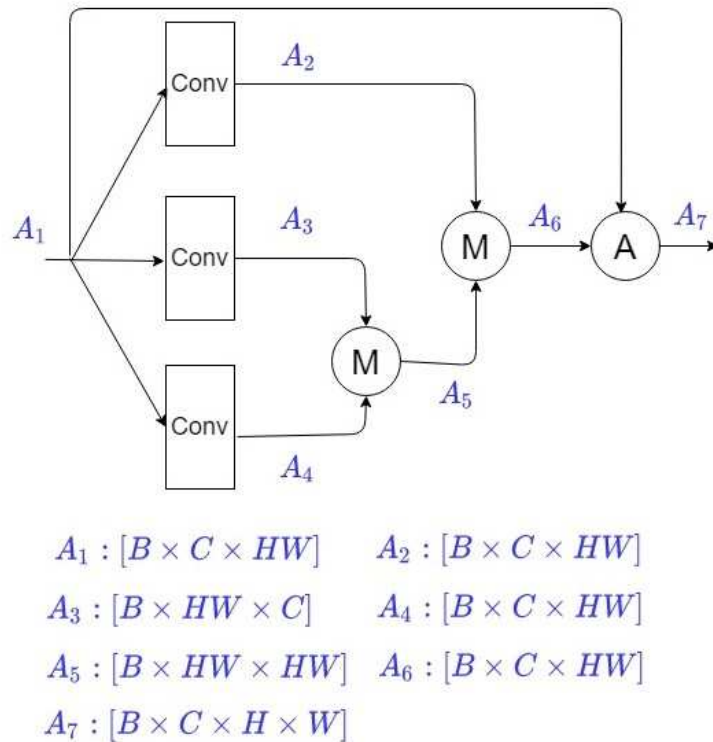 A₂
Conv
A₁
A₃
Conv
M
A₆
A
A₇
M
A₅
Conv
A₄
A₁ : [B × C × HW] A₂ : [B × C × HW]
A₃ : [B × HW × C] A₄ : [B × C × HW]
A₅ : [B × HW × HW] A₆ : [B × C × HW]
A₇ : [B × C × H × W]